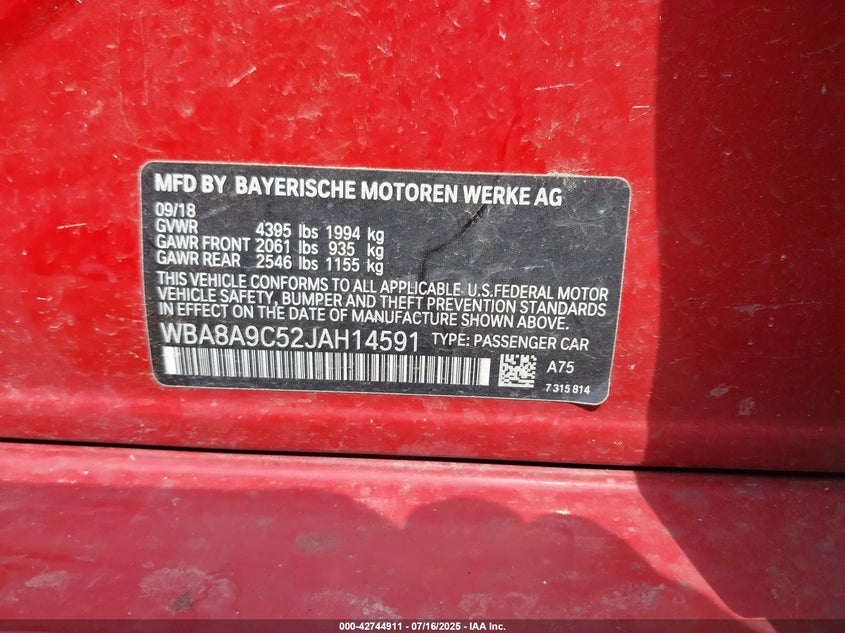 MFD BY BAYERISCHE MOTOREN WERKE AG
09/18
GVWR 4395 lbs 1994 kg
GAWR FRONT 2061 lbs 935 kg
GAWR REAR 2546 lbs 1155 kg
THIS VEHICLE CONFORMS TO ALL APPLICABLE U.S.FEDERAL MOTOR
VEHICLE SAFETY, BUMPER AND THEFT PREVENTION STANDARDS
IN EFFECT ON THE DATE OF MANUFACTURE SHOWN ABOVE.
WBA8A9C52JAH14591 TYPE: PASSENGER CAR
A75
7 315 814
000-42744911 - 07/16/2025 - IAA Inc.